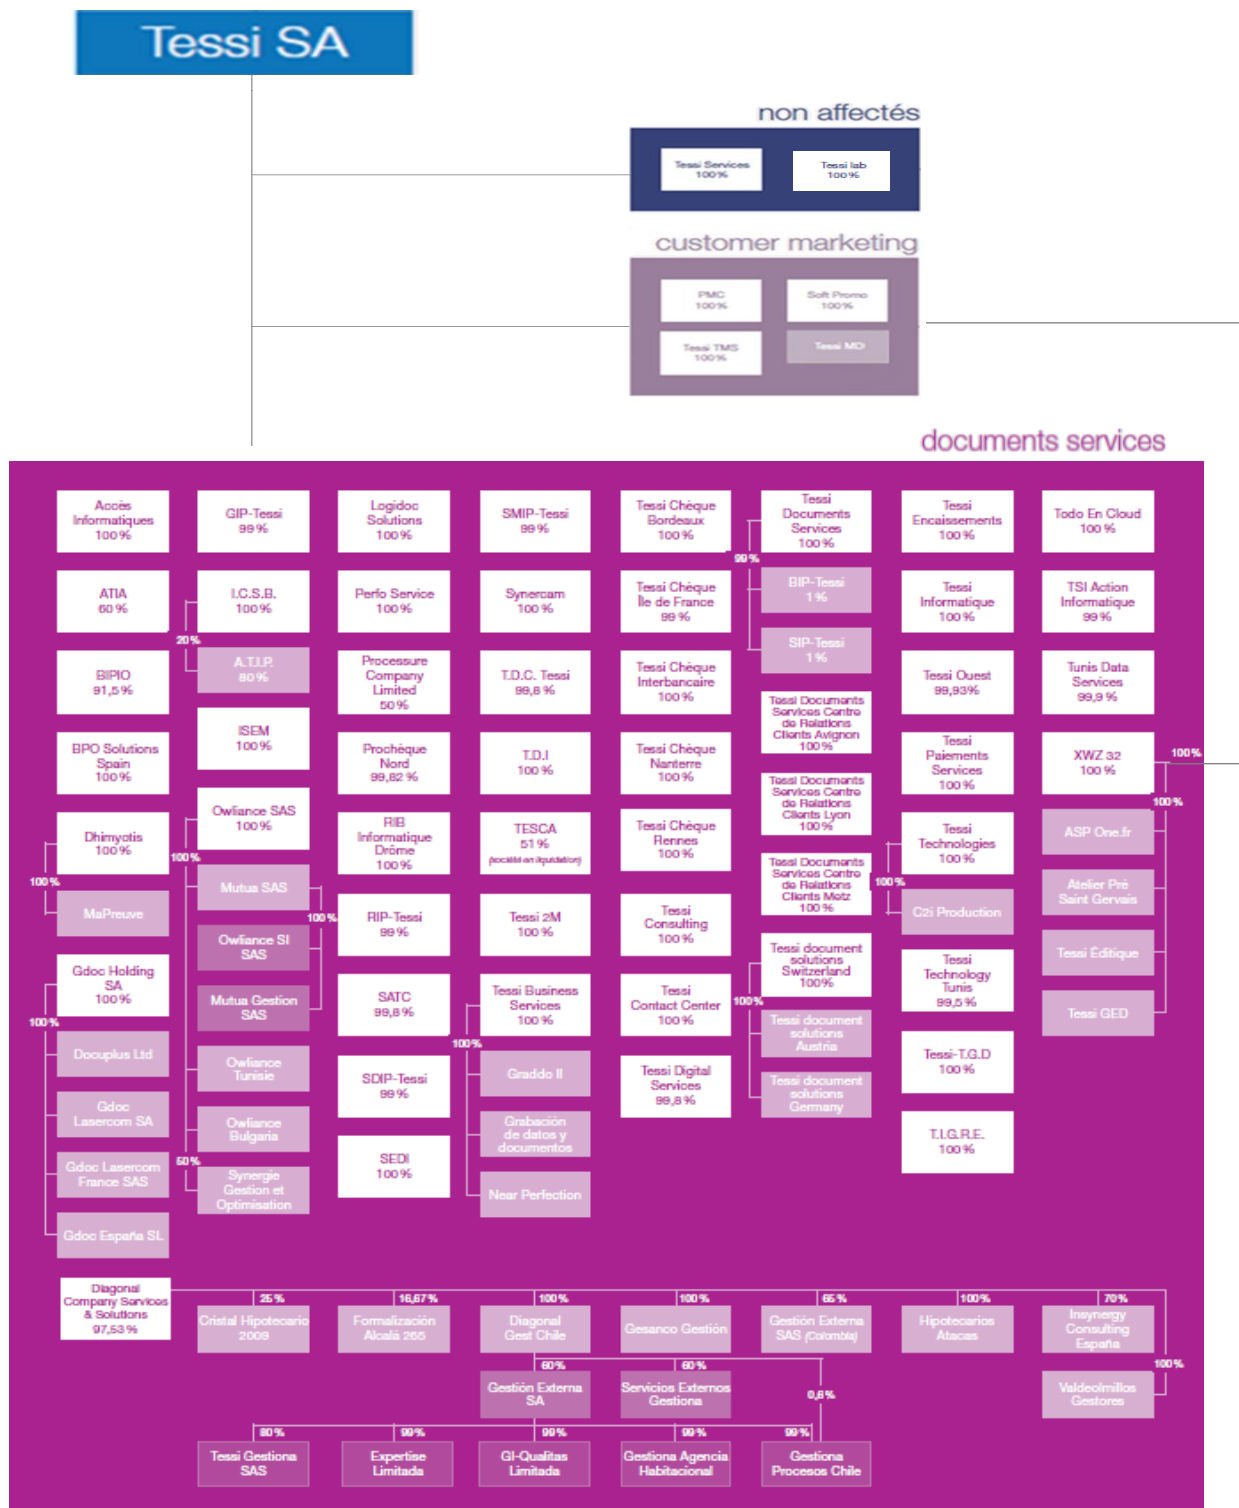 Tessi SA
non affectés
Tessi Services
100%
Tessi lab
100%
customer marketing
PMC
100%
Soft Promo
100%
Tessi TMS
100%
Tessi MDi
documents services
Accès
Informatiques
100%
ATIA
60%
BIPIO
91,5%
BPO Solutions
Spain
100%
Dhimyotis
100%
100%
MaPreuve
Gdoc Holding
SA
100%
100%
Docuplus Ltd
Gdoc
Lasercom SA
Gdoc Lasercom
France SAS
Gdoc España SL
GIP-Tessi
99%
I.C.S.B.
100%
20%
A.T.I.P.
80%
ISEM
100%
Owliance SAS
100%
100%
Mutua SAS
100%
Owliance SI
SAS
Mutua Gestion
SAS
Owliance
Tunisie
Owliance
Bulgaria
50%
Synergie
Gestion et
Optimisation
Logidoc
Solutions
100%
Perfo Service
100%
Processure
Company
Limited
50%
Prochèque
Nord
99,82%
RIB
Informatique
Drôme
100%
RIP-Tessi
99%
SATC
99,8%
SDIP-Tessi
99%
SEDI
100%
SMIP-Tessi
99%
Synercam
100%
T.D.C. Tessi
99,8%
T.D.I
100%
TESCA
51%
(société en liquidation)
Tessi 2M
100%
Tessi Business
Services
100%
100%
Graddo II
Grabación
de datos y
documentos
Near Perfection
Tessi Chèque
Bordeaux
100%
Tessi Chèque
Île de France
99%
Tessi Chèque
Interbancaire
100%
Tessi Chèque
Nanterre
100%
Tessi Chèque
Rennes
100%
Tessi
Consulting
100%
Tessi
Contact Center
100%
Tessi Digital
Services
99,8%
Tessi
Documents
Services
100%
99%
BIP-Tessi
1%
SIP-Tessi
1%
Tessi Documents
Services Centre
de Relations
Clients Avignon
100%
Tessi Documents
Services Centre
de Relations
Clients Lyon
100%
Tessi Documents
Services Centre
de Relations
Clients Metz
100%
Tessi document
solutions
Switzerland
100%
100%
Tessi document
solutions
Austria
Tessi document
solutions
Germany
Tessi
Encaissements
100%
Tessi
Informatique
100%
Tessi Ouest
99,93%
Tessi
Paiements
Services
100%
Tessi
Technologies
100%
100%
C2i Production
Tessi
Technology
Tunis
99,5%
Tessi-T.G.D
100%
T.I.G.R.E.
100%
Todo En Cloud
100%
TSI Action
Informatique
99%
Tunis Data
Services
99,9%
XWZ 32
100%
100%
100%
ASP One.fr
Atelier Pré
Saint Gervais
Tessi Éditique
Tessi GED
Diagonal
Company Services
& Solutions
97,53%
25%
Cristal Hipotecario
2009
16,67%
Formalización
Alcalá 265
100%
Diagonal
Gest Chile
100%
Gesanco Gestión
65%
Gestión Externa
SAS (Colombia)
100%
Hipotecarios
Atacas
70%
Insynergy
Consulting
España
100%
Valdeolmillos
Gestores
60%
Gestión Externa
SA
60%
Servicios Externos
Gestiona
0,6%
80%
Tessi Gestiona
SAS
99%
Expertise
Limitada
99%
GI-Qualitas
Limitada
99%
Gestiona Agencia
Habitacional
99%
Gestiona
Procesos Chile